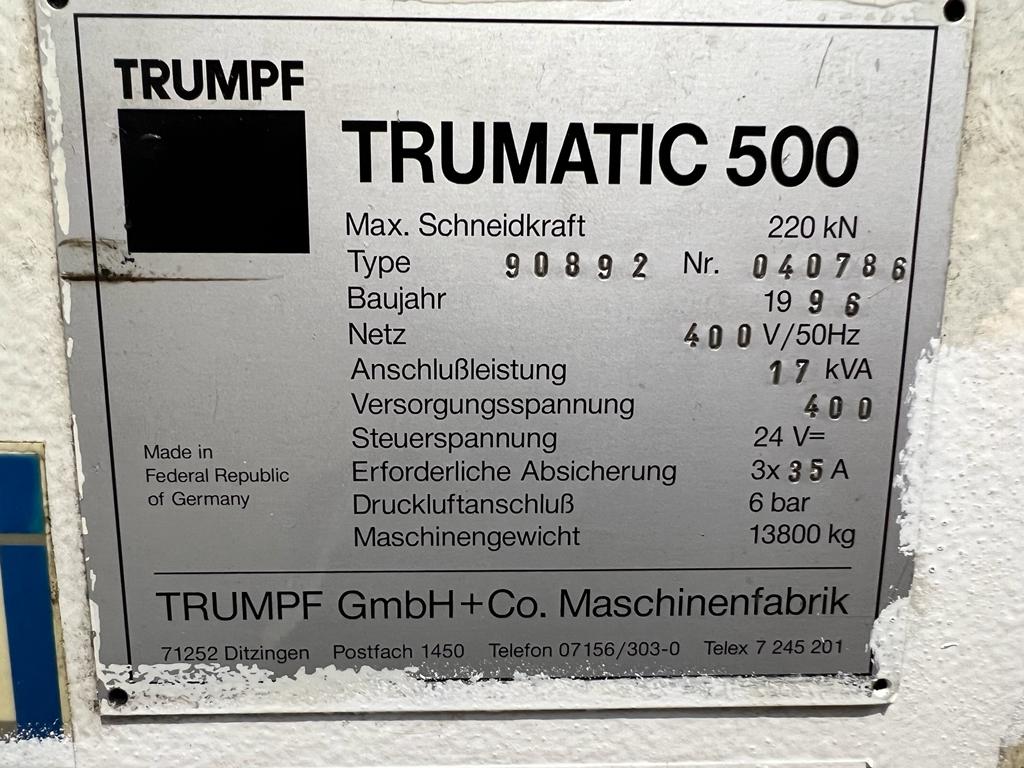 TRUMPF
TRUMATIC 500
Max. Schneidkraft 220 kN
Type 90892 Nr. 040786
Baujahr 1996
Netz 400 V/50Hz
Anschlußleistung 17 kVA
Versorgungsspannung 400
Steuerspannung 24 V=
Erforderliche Absicherung 3x 35 A
Druckluftanschluß 6 bar
Maschinengewicht 13800 kg
Made in
Federal Republic
of Germany
TRUMPF GmbH+Co. Maschinenfabrik
71252 Ditzingen Postfach 1450 Telefon 07156/303-0 Telex 7 245 201